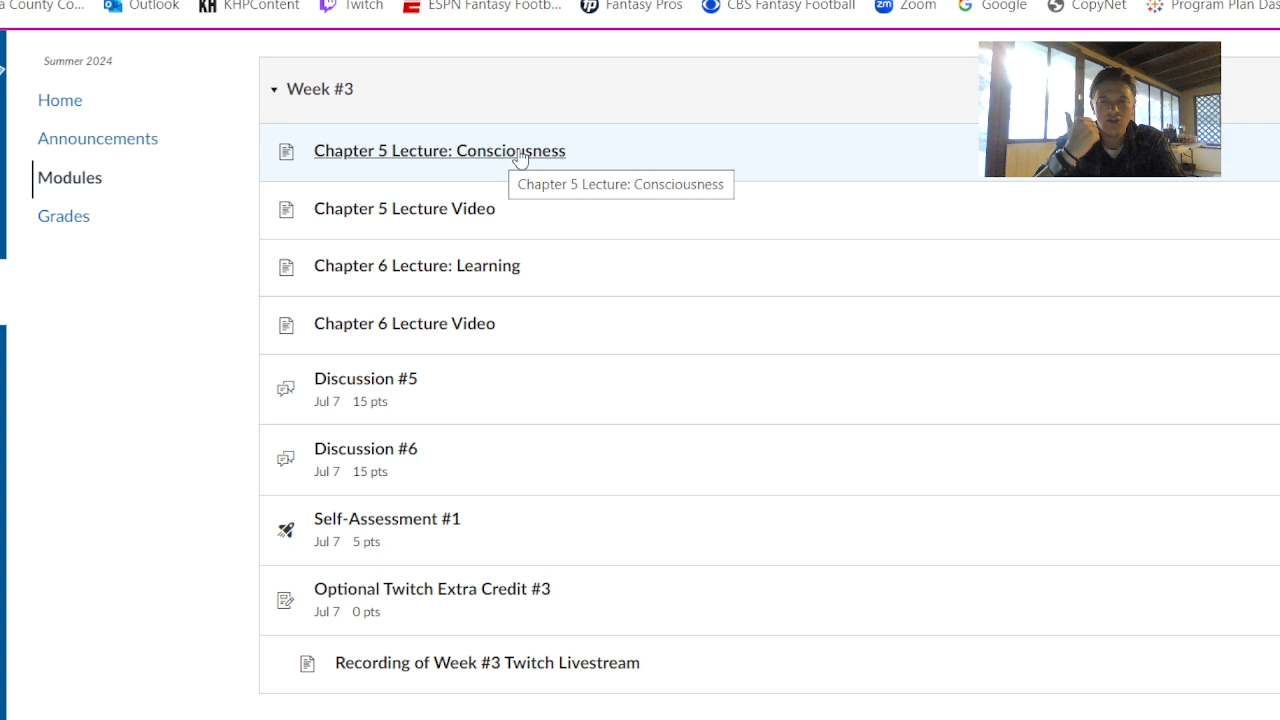 a County Co... Outlook KH KHPContent Twitch E ESPN Fantasy Footb... fp Fantasy Pros CBS Fantasy Football zm Zoom G Google CopyNet Program Plan Das
Summer 2024
Home
Announcements
Modules
Grades
Week #3
Chapter 5 Lecture: Consciousness
Chapter 5 Lecture: Consciousness
Chapter 5 Lecture Video
Chapter 6 Lecture: Learning
Chapter 6 Lecture Video
Discussion #5
Jul 7 15 pts
Discussion #6
Jul 7 15 pts
Self-Assessment #1
Jul 7 5 pts
Optional Twitch Extra Credit #3
Jul 7 0 pts
Recording of Week #3 Twitch Livestream